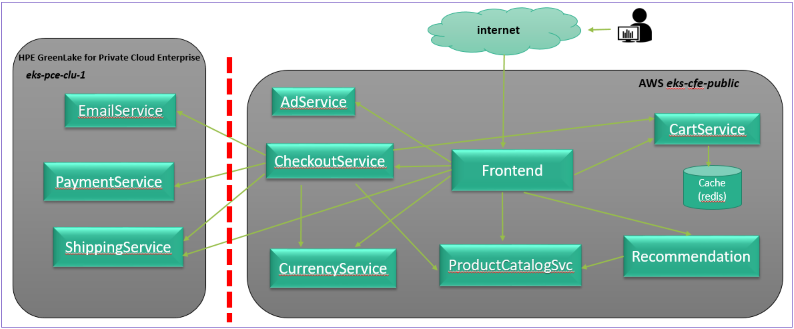 internet
HPE GreenLake for Private Cloud Enterprise
eks-pce-clu-1
AWS eks-cfe-public
EmailService
AdService
CartService
CheckoutService
Frontend
PaymentService
Cache
(redis)
ShippingService
CurrencyService
ProductCatalogSvc
Recommendation